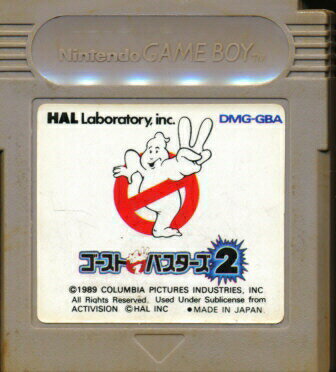 Nintendo GAME BOY™
HAL Laboratory, inc. DMG-GBA
ゴーストバスターズ2
©1989 COLUMBIA PICTURES INDUSTRIES, INC
All Rights Reserved. Used Under Sublicense from
ACTIVISION ©HAL INC ●MADE IN JAPAN